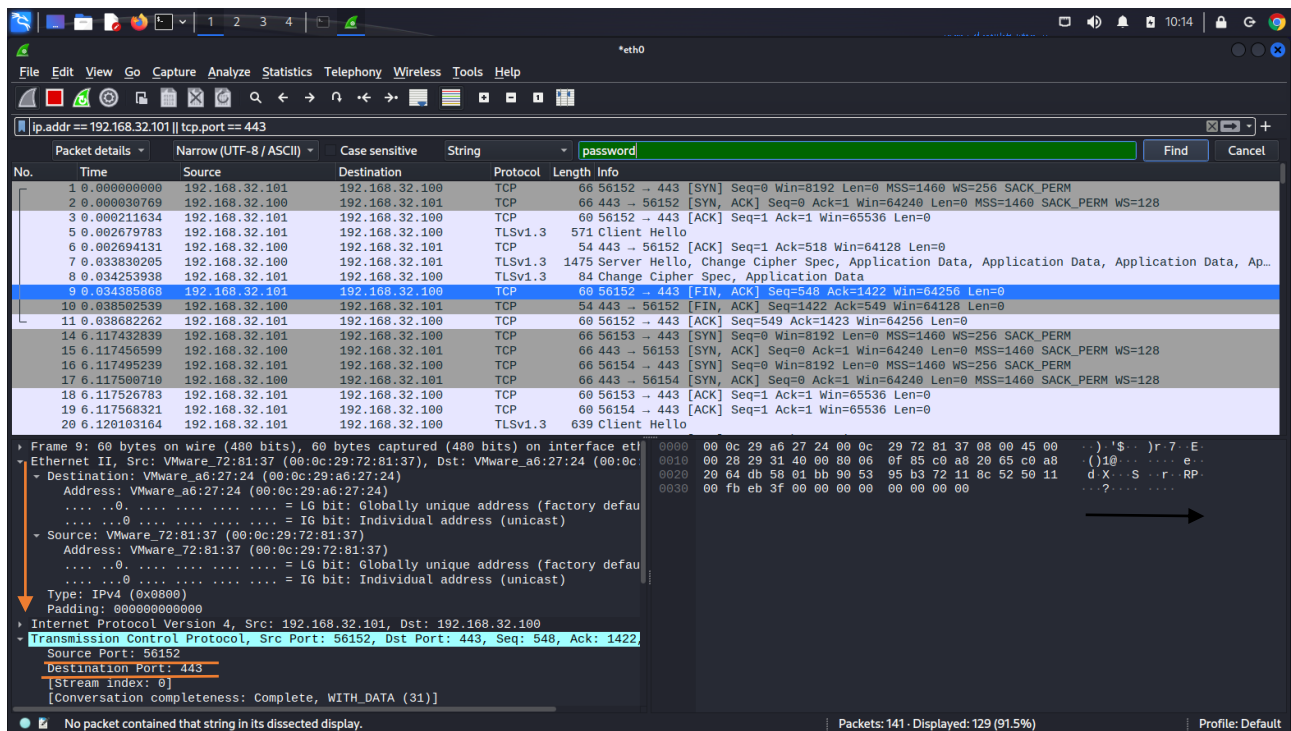 1 2 3 4 10:14
*eth0
File Edit View Go Capture Analyze Statistics Telephony Wireless Tools Help
ip.addr == 192.168.32.101 || tcp.port == 443
Packet details Narrow (UTF-8 / ASCII) Case sensitive String password Find Cancel
No. Time Source Destination Protocol Length Info
1 0.000000000 192.168.32.101 192.168.32.100 TCP 66 56152 → 443 [SYN] Seq=0 Win=8192 Len=0 MSS=1460 WS=256 SACK_PERM
2 0.000030769 192.168.32.100 192.168.32.101 TCP 66 443 → 56152 [SYN, ACK] Seq=0 Ack=1 Win=64240 Len=0 MSS=1460 SACK_PERM WS=128
3 0.000211634 192.168.32.101 192.168.32.100 TCP 60 56152 → 443 [ACK] Seq=1 Ack=1 Win=65536 Len=0
5 0.002679783 192.168.32.101 192.168.32.100 TLSv1.3 571 Client Hello
6 0.002694131 192.168.32.100 192.168.32.101 TCP 54 443 → 56152 [ACK] Seq=1 Ack=518 Win=64128 Len=0
7 0.033830205 192.168.32.100 192.168.32.101 TLSv1.3 1475 Server Hello, Change Cipher Spec, Application Data, Application Data, Application Data, Ap…
8 0.034253938 192.168.32.101 192.168.32.100 TLSv1.3 84 Change Cipher Spec, Application Data
9 0.034385868 192.168.32.101 192.168.32.100 TCP 60 56152 → 443 [FIN, ACK] Seq=548 Ack=1422 Win=64256 Len=0
10 0.038502539 192.168.32.100 192.168.32.101 TCP 54 443 → 56152 [FIN, ACK] Seq=1422 Ack=549 Win=64128 Len=0
11 0.038682262 192.168.32.101 192.168.32.100 TCP 60 56152 → 443 [ACK] Seq=549 Ack=1423 Win=64256 Len=0
14 6.117432839 192.168.32.101 192.168.32.100 TCP 66 56153 → 443 [SYN] Seq=0 Win=8192 Len=0 MSS=1460 WS=256 SACK_PERM
15 6.117456599 192.168.32.100 192.168.32.101 TCP 66 443 → 56153 [SYN, ACK] Seq=0 Ack=1 Win=64240 Len=0 MSS=1460 SACK_PERM WS=128
16 6.117495239 192.168.32.101 192.168.32.100 TCP 66 56154 → 443 [SYN] Seq=0 Win=8192 Len=0 MSS=1460 WS=256 SACK_PERM
17 6.117500710 192.168.32.100 192.168.32.101 TCP 66 443 → 56154 [SYN, ACK] Seq=0 Ack=1 Win=64240 Len=0 MSS=1460 SACK_PERM WS=128
18 6.117526783 192.168.32.101 192.168.32.100 TCP 60 56153 → 443 [ACK] Seq=1 Ack=1 Win=65536 Len=0
19 6.117568321 192.168.32.101 192.168.32.100 TCP 60 56154 → 443 [ACK] Seq=1 Ack=1 Win=65536 Len=0
20 6.120103164 192.168.32.101 192.168.32.100 TLSv1.3 639 Client Hello
Frame 9: 60 bytes on wire (480 bits), 60 bytes captured (480 bits) on interface eth
Ethernet II, Src: VMware_72:81:37 (00:0c:29:72:81:37), Dst: VMware_a6:27:24 (00:0c:
Destination: VMware_a6:27:24 (00:0c:29:a6:27:24)
Address: VMware_a6:27:24 (00:0c:29:a6:27:24)
.... ..0. .... .... .... .... = LG bit: Globally unique address (factory defau
.... ...0 .... .... .... .... = IG bit: Individual address (unicast)
Source: VMware_72:81:37 (00:0c:29:72:81:37)
Address: VMware_72:81:37 (00:0c:29:72:81:37)
.... ..0. .... .... .... .... = LG bit: Globally unique address (factory defau
.... ...0 .... .... .... .... = IG bit: Individual address (unicast)
Type: IPv4 (0x0800)
Padding: 000000000000
Internet Protocol Version 4, Src: 192.168.32.101, Dst: 192.168.32.100
Transmission Control Protocol, Src Port: 56152, Dst Port: 443, Seq: 548, Ack: 1422,
Source Port: 56152
Destination Port: 443
[Stream index: 0]
[Conversation completeness: Complete, WITH_DATA (31)]
0000 00 0c 29 a6 27 24 00 0c 29 72 81 37 08 00 45 00 ··)·'$·· )r·7··E·
0010 00 28 29 31 40 00 80 06 0f 85 c0 a8 20 65 c0 a8 ·()1@··· ···· e··
0020 20 64 db 58 01 bb 90 53 95 b3 72 11 8c 52 50 11 d·X···S ··r··RP·
0030 00 fb eb 3f 00 00 00 00 00 00 00 00 ···?···· ····
No packet contained that string in its dissected display. Packets: 141 · Displayed: 129 (91.5%) Profile: Default